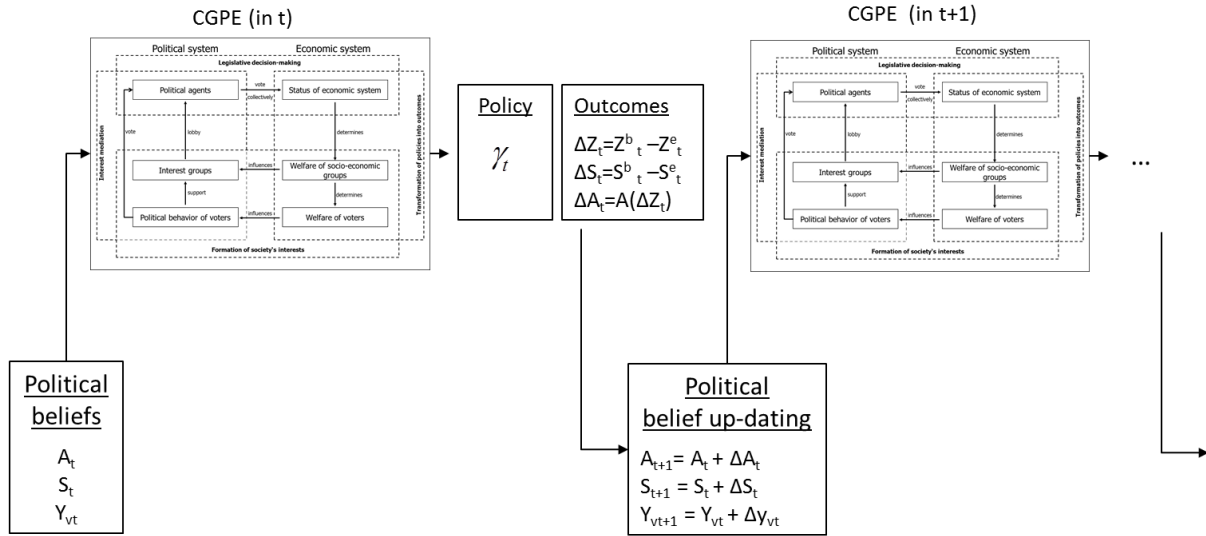 CGPE (in t)
Political system Economic system
Legislative decision-making
Political agents
vote
collectively
Status of economic system
Interest mediation
vote
lobby
determines
Transformation of policies into outcomes
Interest groups
influences
Welfare of socio-economic
groups
support
determines
Political behavior of voters
influences
Welfare of voters
Formation of society's interests
Policy
γt
Outcomes
ΔZt=Zbt –Zet
ΔSt=Sbt –Set
ΔAt=A(ΔZt)
CGPE (in t+1)
Political system Economic system
Legislative decision-making
Political agents
vote
collectively
Status of economic system
Interest mediation
vote
lobby
determines
Transformation of policies into outcomes
Interest groups
influences
Welfare of socio-economic
groups
support
determines
Political behavior of voters
influences
Welfare of voters
Formation of society's interests
...
Political
beliefs
At
St
Yvt
Political
belief up-dating
At+1= At + ΔAt
St+1 = St + ΔSt
Yvt+1 = Yvt + Δyvt